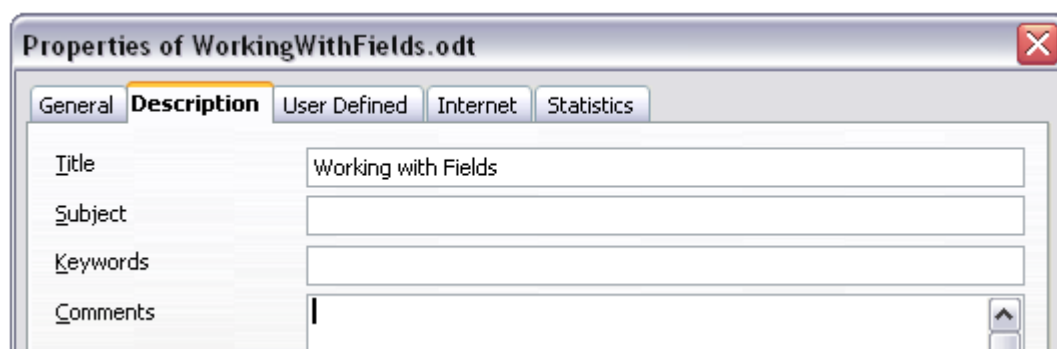 Properties of WorkingWithFields.odt
General Description User Defined Internet Statistics
Title Working with Fields
Subject
Keywords
Comments